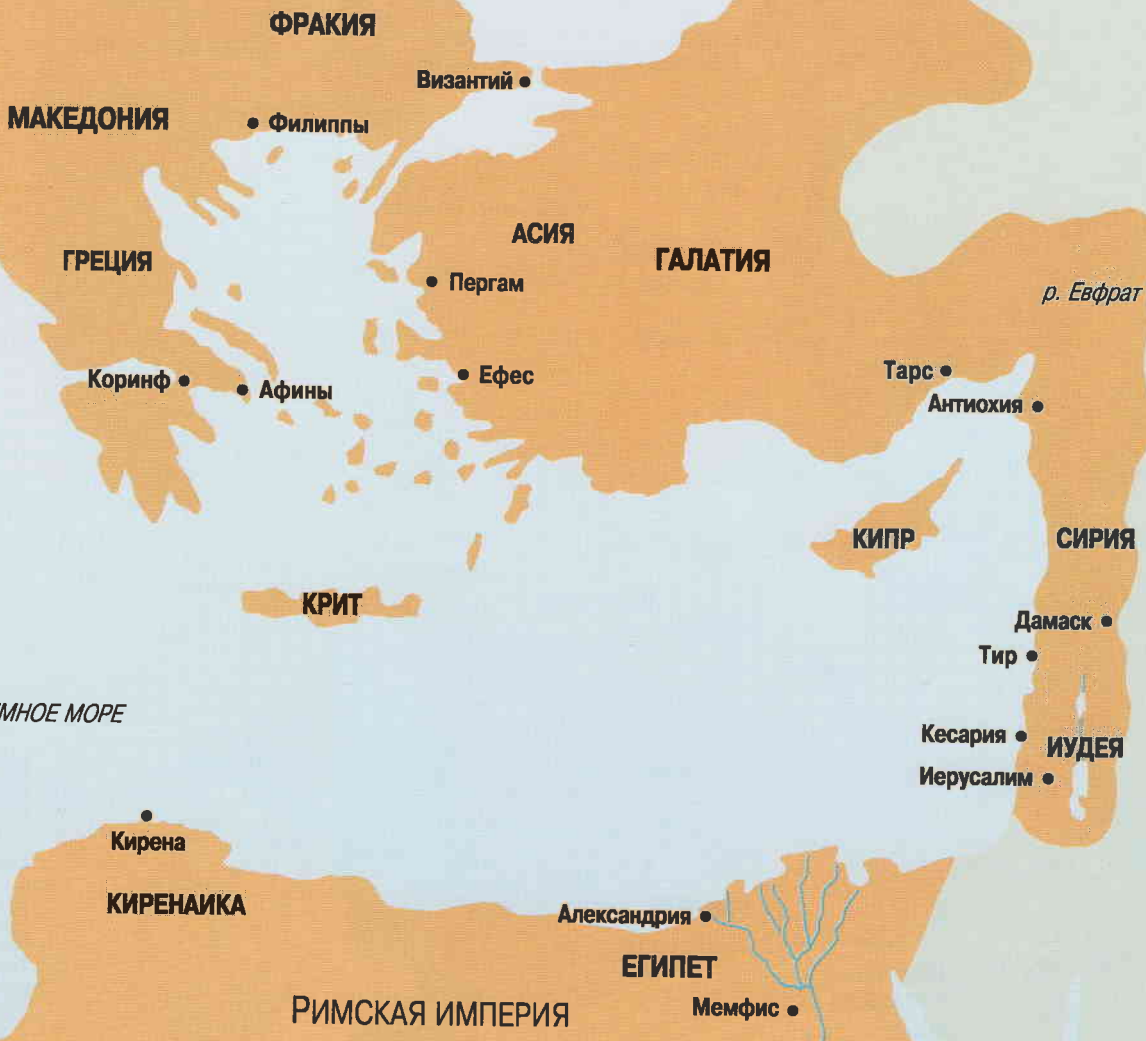 ФРАКИЯ
Византий
МАКЕДОНИЯ
Филиппы
АСИЯ
ГАЛАТИЯ
ГРЕЦИЯ
Пергам
р. Евфрат
Коринф
Афины
Ефес
Тарс
Антиохия
КИПР
СИРИЯ
КРИТ
Дамаск
Тир
МНОЕ МОРЕ
Кесария
ИУДЕЯ
Иерусалим
Кирена
КИРЕНАИКА
Александрия
ЕГИПЕТ
РИМСКАЯ ИМПЕРИЯ
Мемфис